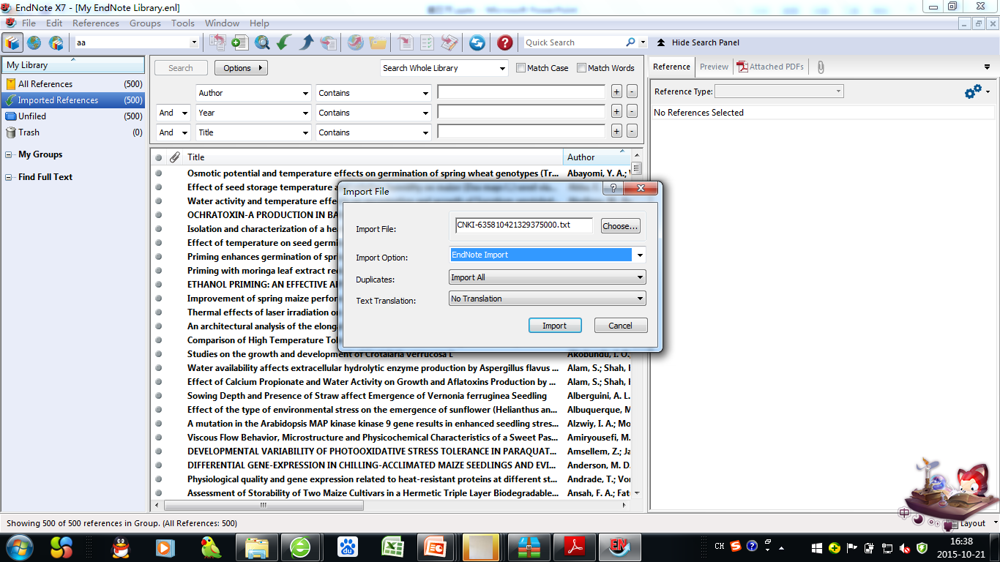 EndNote X7 - [My EndNote Library.enl]
File Edit References Groups Tools Window Help
aa
Quick Search
Hide Search Panel
My Library
All References (500)
Imported References (500)
Unfiled (500)
Trash (0)
My Groups
Find Full Text
Search
Options
Search Whole Library
Match Case
Match Words
Author Contains + -
And Year Contains + -
And Title Contains + -
Title Author
Osmotic potential and temperature effects on germination of spring wheat genotypes (Tr... Abayomi, Y. A.;
Effect of seed storage temperature
Water activity and temperature effe
OCHRATOXIN-A PRODUCTION IN BA
Isolation and characterization of a hea
Effect of temperature on seed germi
Priming enhances germination of spr
Priming with moringa leaf extract re
ETHANOL PRIMING: AN EFFECTIVE A
Improvement of spring maize perfor
Thermal effects of laser irradiation o
An architectural analysis of the elong
Comparison of High Temperature Tol
Studies on the growth and development of Crotalaria verrucosa L Akobundu, I. O.
Water availability affects extracellular hydrolytic enzyme production by Aspergillus flavus ... Alam, S.; Shah,
Effect of Calcium Propionate and Water Activity on Growth and Aflatoxins Production by ... Alam, S.; Shah,
Sowing Depth and Presence of Straw affect Emergence of Vernonia ferruginea Seedling Alberguini, A. L.
Effect of the type of environmental stress on the emergence of sunflower (Helianthus an... Albuquerque, M
A mutation in the Arabidopsis MAP kinase kinase 9 gene results in enhanced seedling stres... Alzwiy, I. A.; Mo
Viscous Flow Behavior, Microstructure and Physicochemical Characteristics of a Sweet Pas... Amiryousefi, M.
DEVELOPMENTAL VARIABILITY OF PHOTOOXIDATIVE STRESS TOLERANCE IN PARAQUAT... Amsellem, Z.; Ja
DIFFERENTIAL GENE-EXPRESSION IN CHILLING-ACCLIMATED MAIZE SEEDLINGS AND EVI... Anderson, M. D.
Physiological quality and gene expression related to heat-resistant proteins at different st... Andrade, T.; Vor
Assessment of Storability of Two Maize Cultivars in a Hermetic Triple Layer Biodegradable... Ansah, F. A.; Fat
Import File
Import File: CNKI-635810421329375000.txt Choose...
Import Option: EndNote Import
Duplicates: Import All
Text Translation: No Translation
Import Cancel
Reference Preview Attached PDFs
Reference Type:
No References Selected
Showing 500 of 500 references in Group. (All References: 500)
中
Layout
CH
16:38
2015-10-21